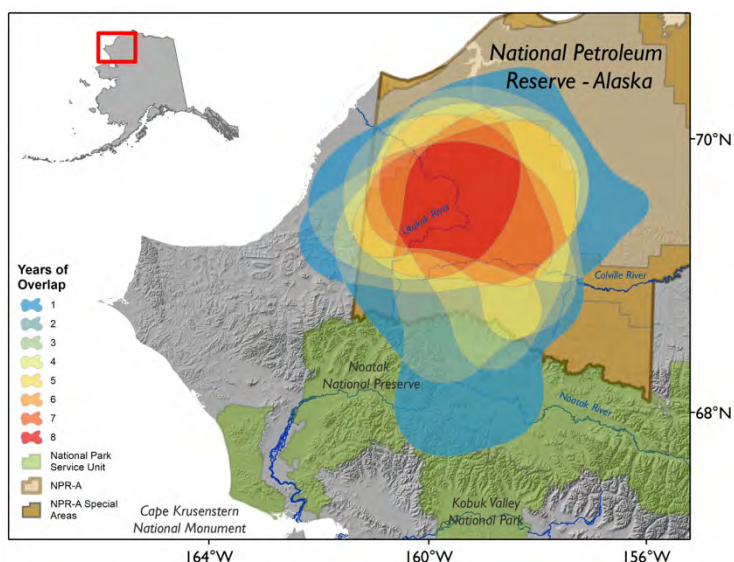 National Petroleum
Reserve - Alaska
70°N
Utukok River
Colville River
Years of
Overlap
1
2
3
4
5
6
7
8
National Park
Service Unit
NPR-A
NPR-A Special
Areas
Noatak
National Preserve
Noatak River
68°N
Cape Krusenstern
National Monument
Kobuk Valley
National Park
164°W
160°W
156°W